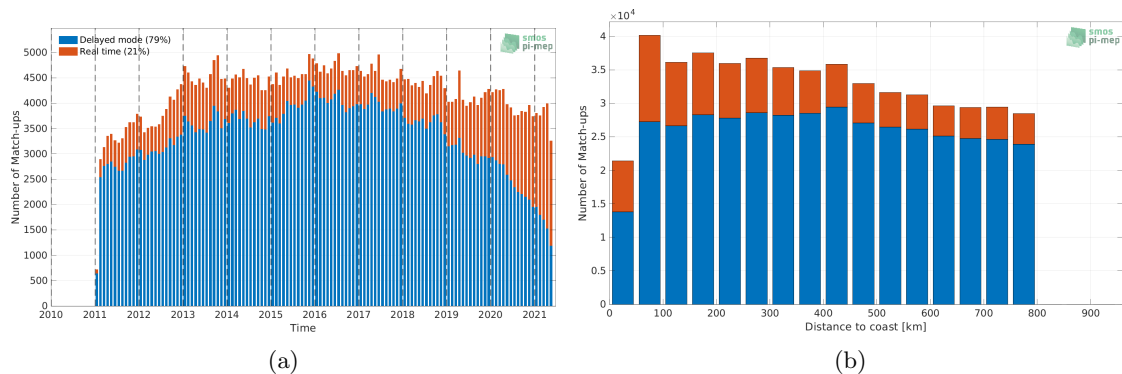 Delayed mode (79%)
Real time (21%)
smos
pi-mep
5000
4500
4000
3500
3000
2500
2000
1500
1000
500
0
Number of Match-ups
2010 2011 2012 2013 2014 2015 2016 2017 2018 2019 2020 2021
Time
(a)
×10⁴
smos
pi-mep
4
3.5
3
2.5
2
1.5
1
0.5
0
Number of Match-ups
0 100 200 300 400 500 600 700 800 900
Distance to coast [km]
(b)